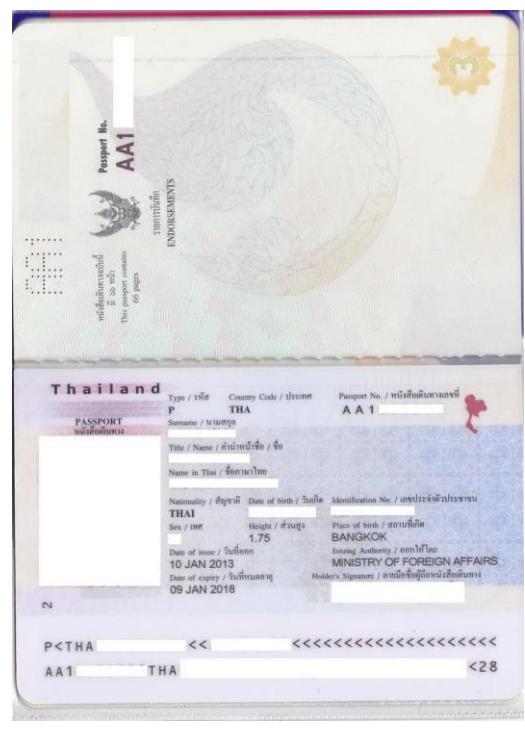 Passport No.
AA1
รายการบันทึก
ENDORSEMENTS
หนังสือเดินทางฉบับนี้
มี ๖๖ หน้า
This passport contains
66 pages
Thailand
PASSPORT
หนังสือเดินทาง
Type / รหัส Country Code / ประเทศ Passport No. / หนังสือเดินทางเลขที่
P THA AA1
Surname / นามสกุล
Title / Name / คำนำหน้าชื่อ / ชื่อ
Name in Thai / ชื่อภาษาไทย
Nationality / สัญชาติ Date of birth / วันเกิด Identification No. / เลขประจำตัวประชาชน
THAI
Sex / เพศ Height / ส่วนสูง Place of birth / สถานที่เกิด
1.75 BANGKOK
Date of issue / วันที่ออก Issuing Authority / ออกให้โดย
10 JAN 2013 MINISTRY OF FOREIGN AFFAIRS
Date of expiry / วันที่หมดอายุ Holder's Signature / ลายมือชื่อผู้ถือหนังสือเดินทาง
09 JAN 2018
2
P<THA << <<<<<<<<<<<<<<<<<<<<<
AA1 THA <28